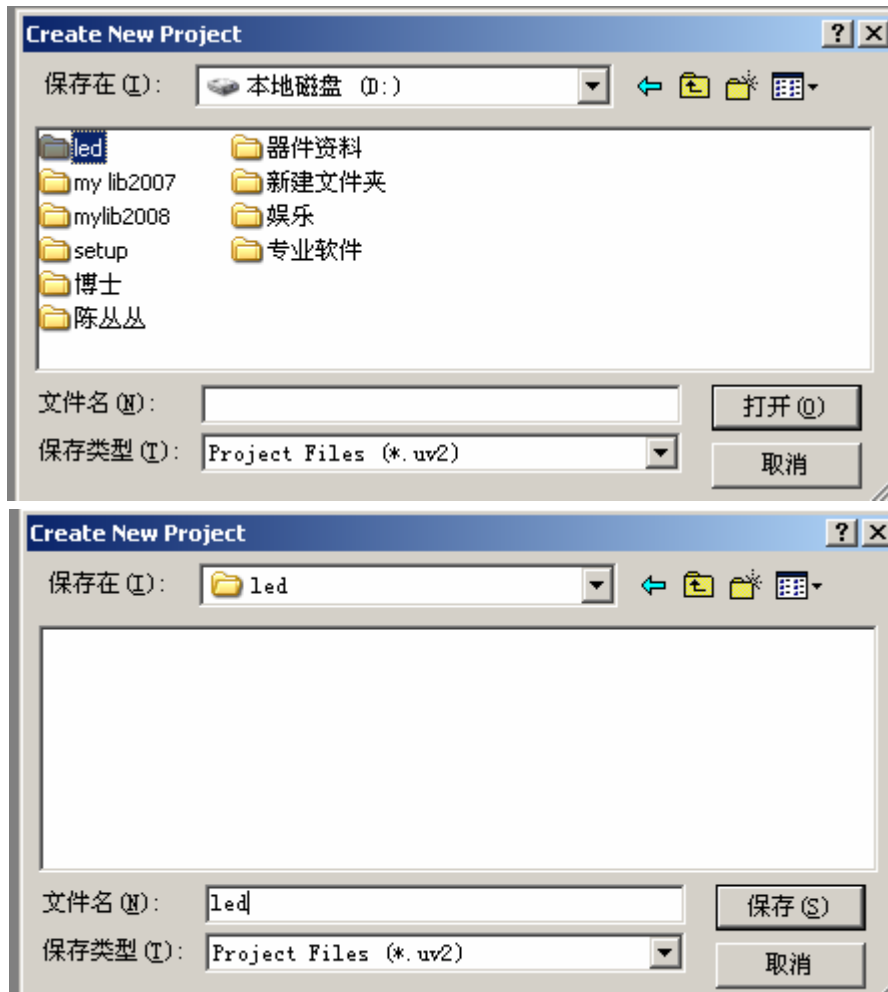 Create New Project
保存在(I): 本地磁盘 (D:)
led 器件资料
my lib2007 新建文件夹
mylib2008 娱乐
setup 专业软件
博士
陈丛丛
文件名(N): 打开(O)
保存类型(T): Project Files (*.uv2) 取消
Create New Project
保存在(I): led
文件名(N): led 保存(S)
保存类型(T): Project Files (*.uv2) 取消